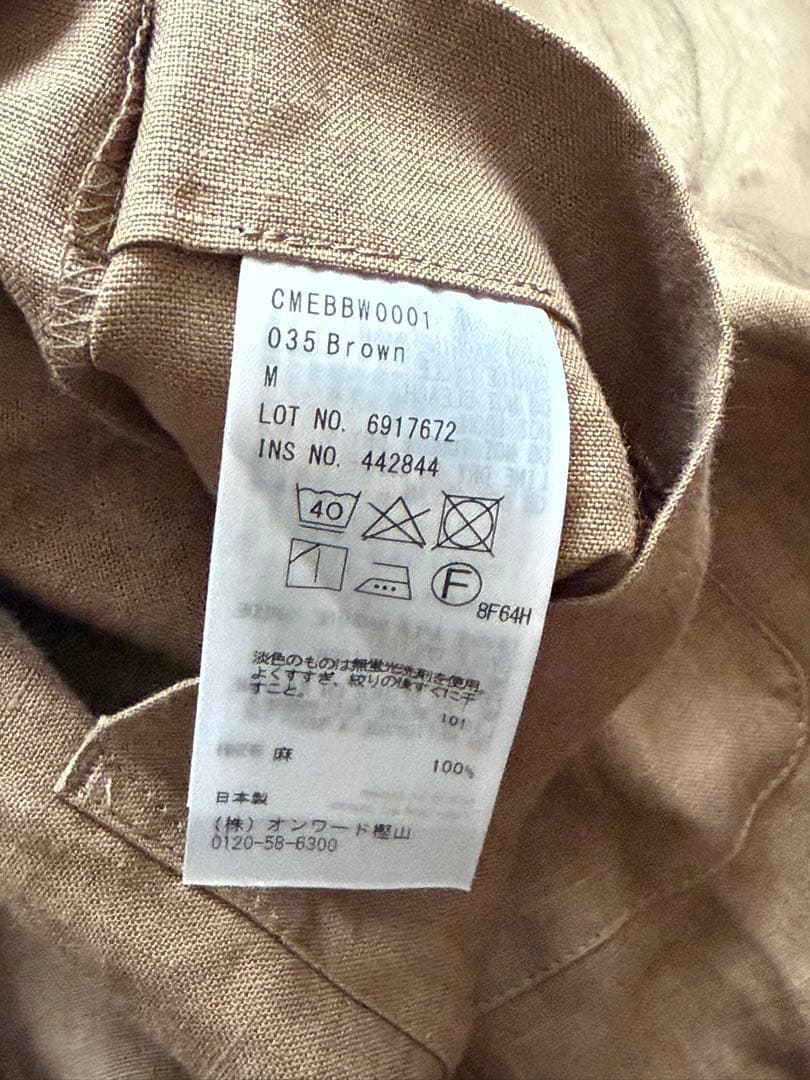 CMEBBW0001
035 Brown
M
LOT NO. 6917672
INS NO. 442844
40
F
8F64H
淡色のものは無蛍光洗剤を使用。
よくすすぎ、絞りの後すぐに干
すこと。
101
麻 100%
日本製
(株) オンワード樫山
0120-58-6300